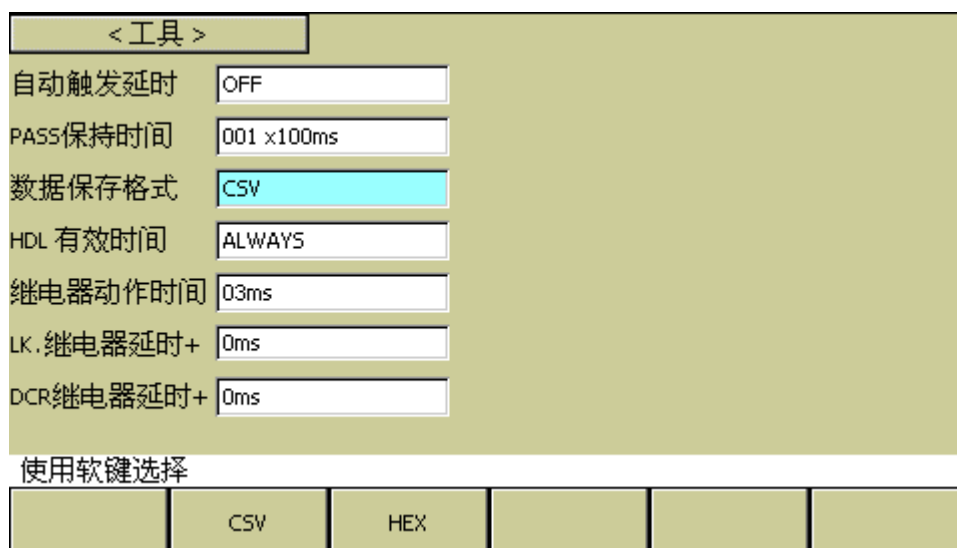 <工具>
自动触发延时 OFF
PASS保持时间 001 x100ms
数据保存格式 CSV
HDL 有效时间 ALWAYS
继电器动作时间 03ms
LK.继电器延时+ 0ms
DCR继电器延时+ 0ms
使用软键选择
CSV HEX